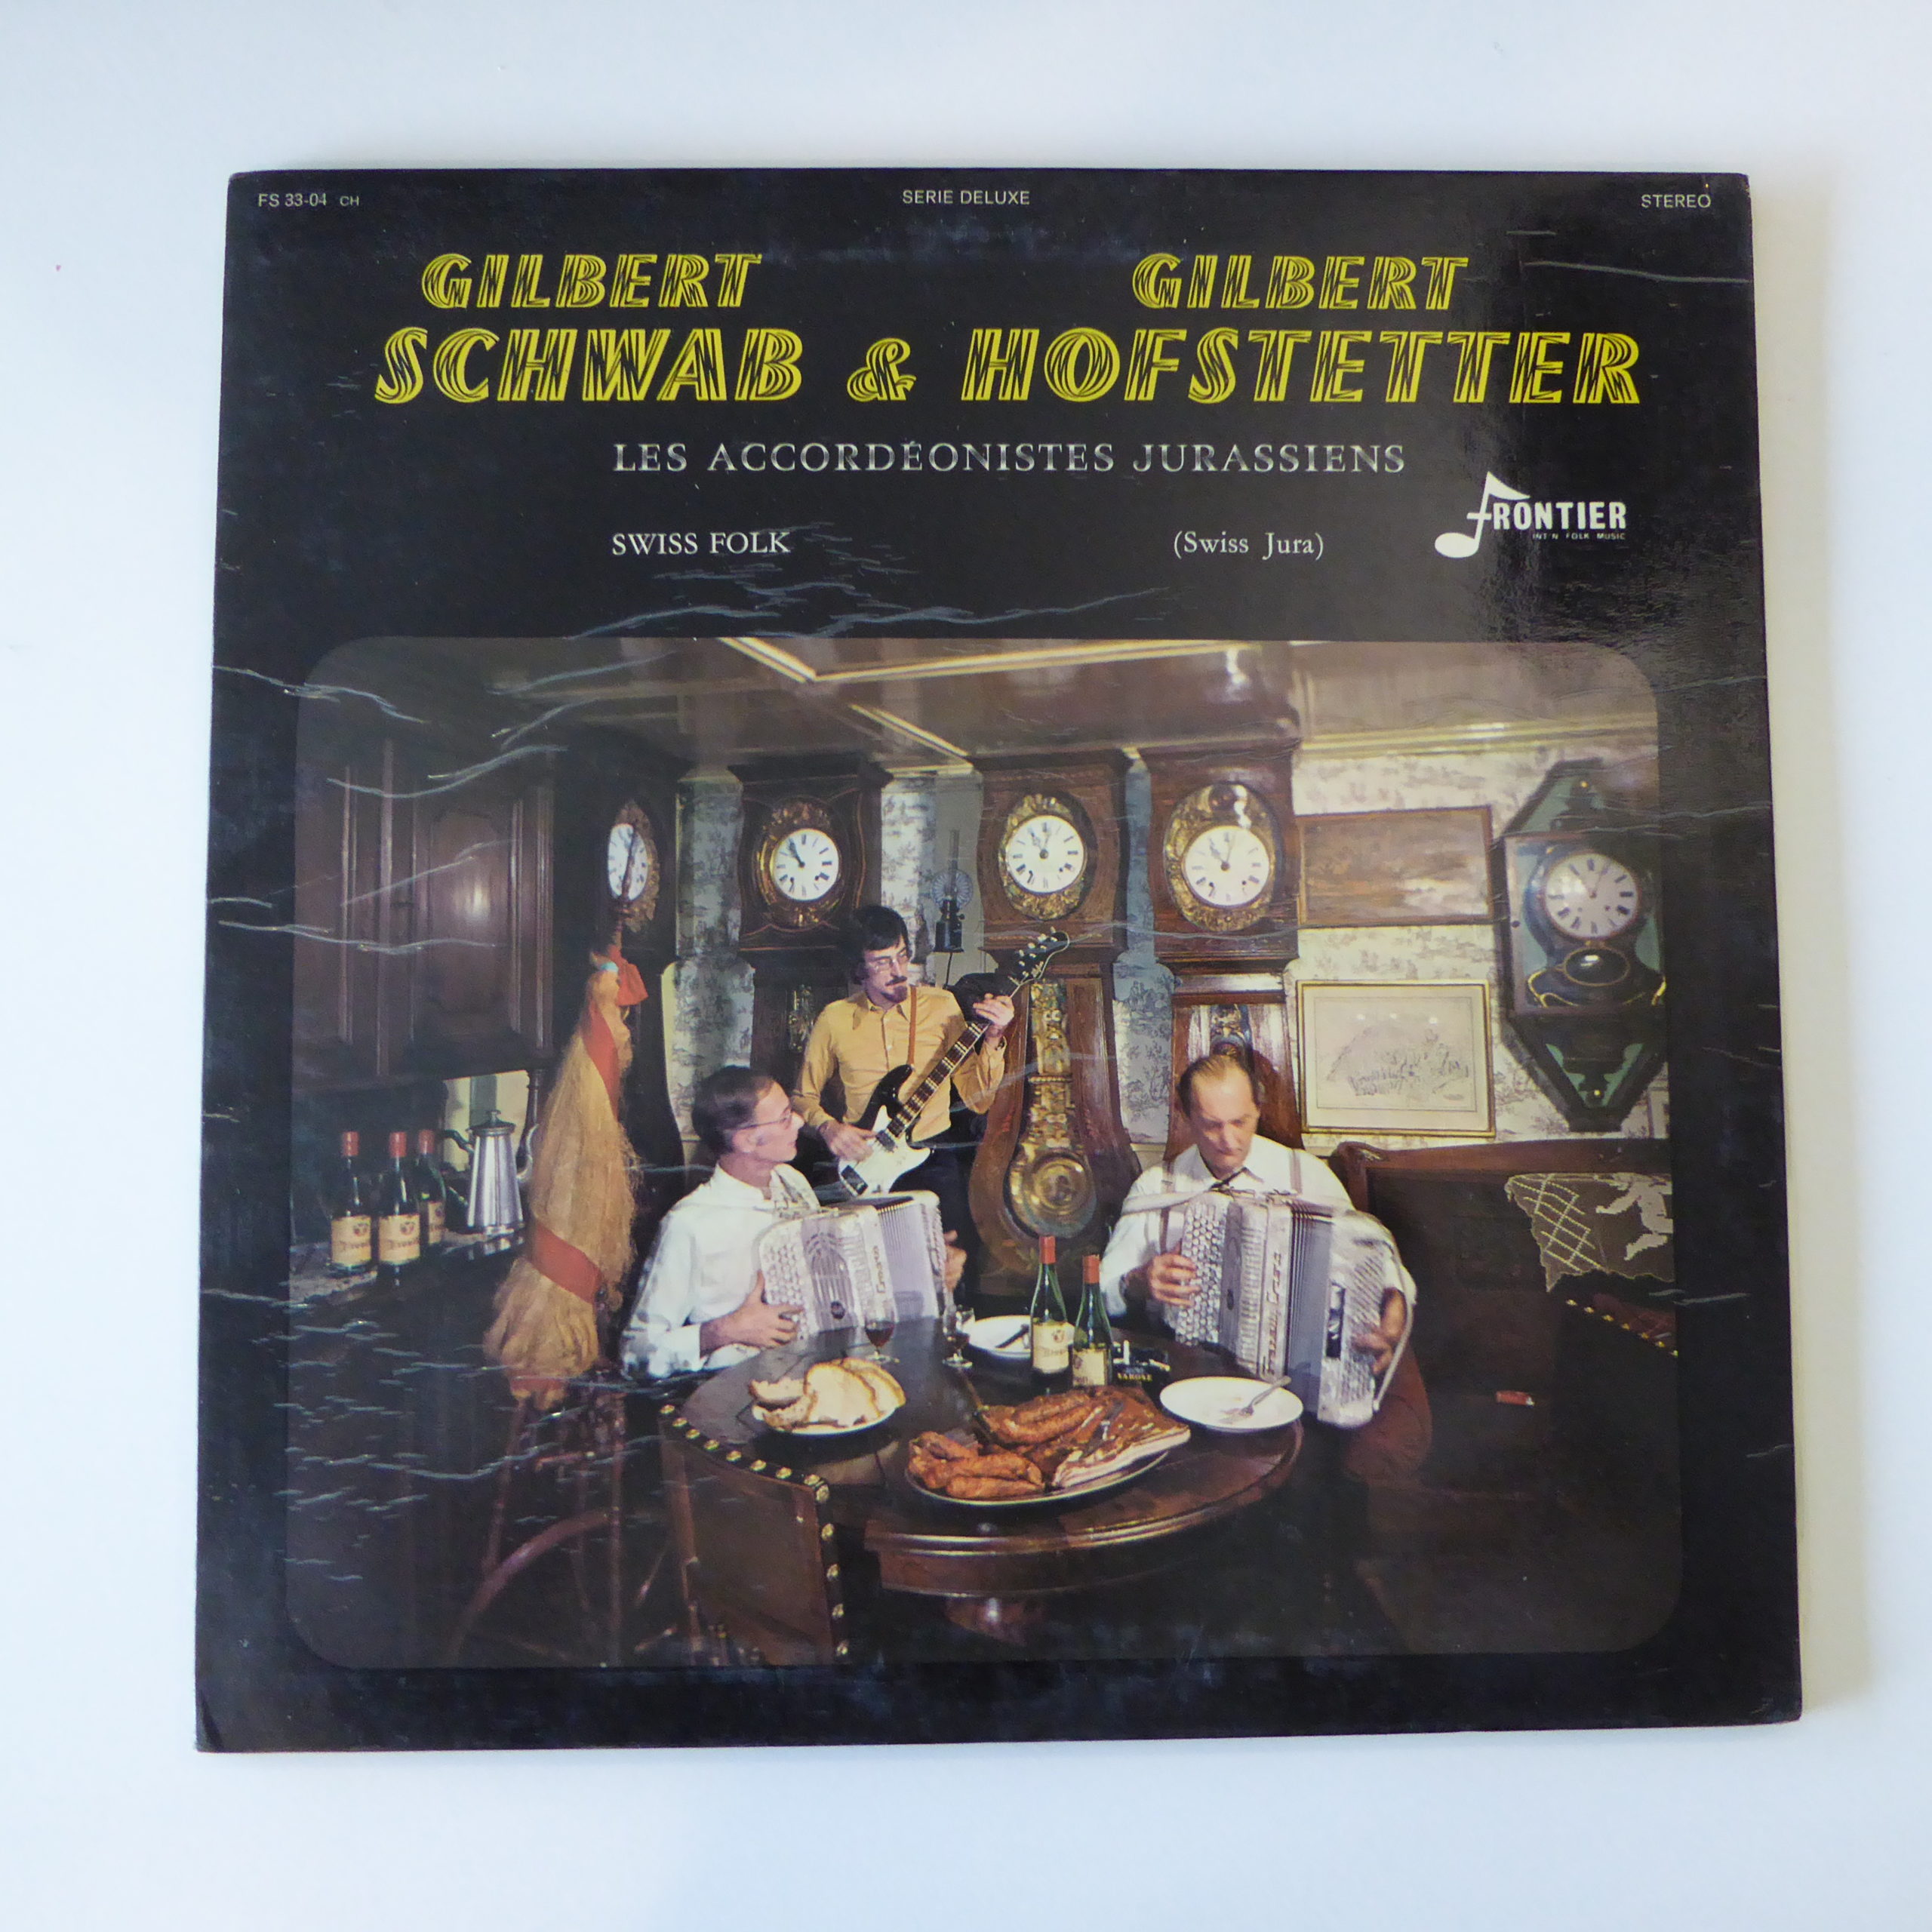 FS 33-04 CH
SERIE DELUXE
STEREO
GILBERT GILBERT
SCHWAB & HOFSTETTER
LES ACCORDÉONISTES JURASSIENS
SWISS FOLK (Swiss Jura)
FRONTIER
INT'N FOLK MUSIC